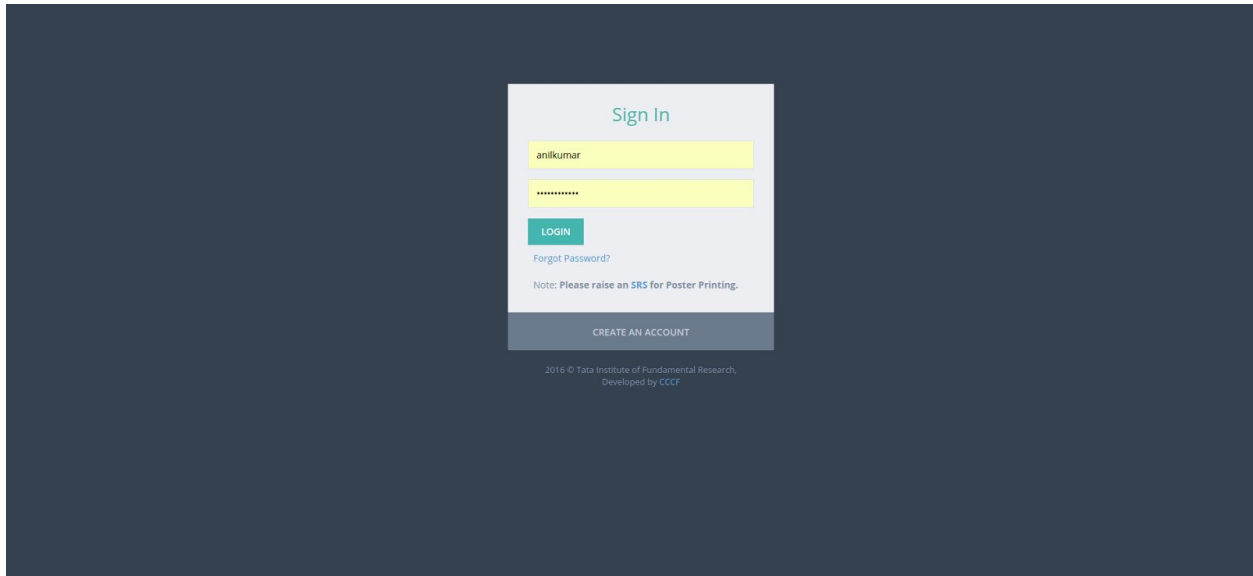 Sign In
anilkumar
••••••••••••
LOGIN
Forgot Password?
Note: Please raise an SRS for Poster Printing.
CREATE AN ACCOUNT
2016 © Tata Institute of Fundamental Research,
Developed by CCCF